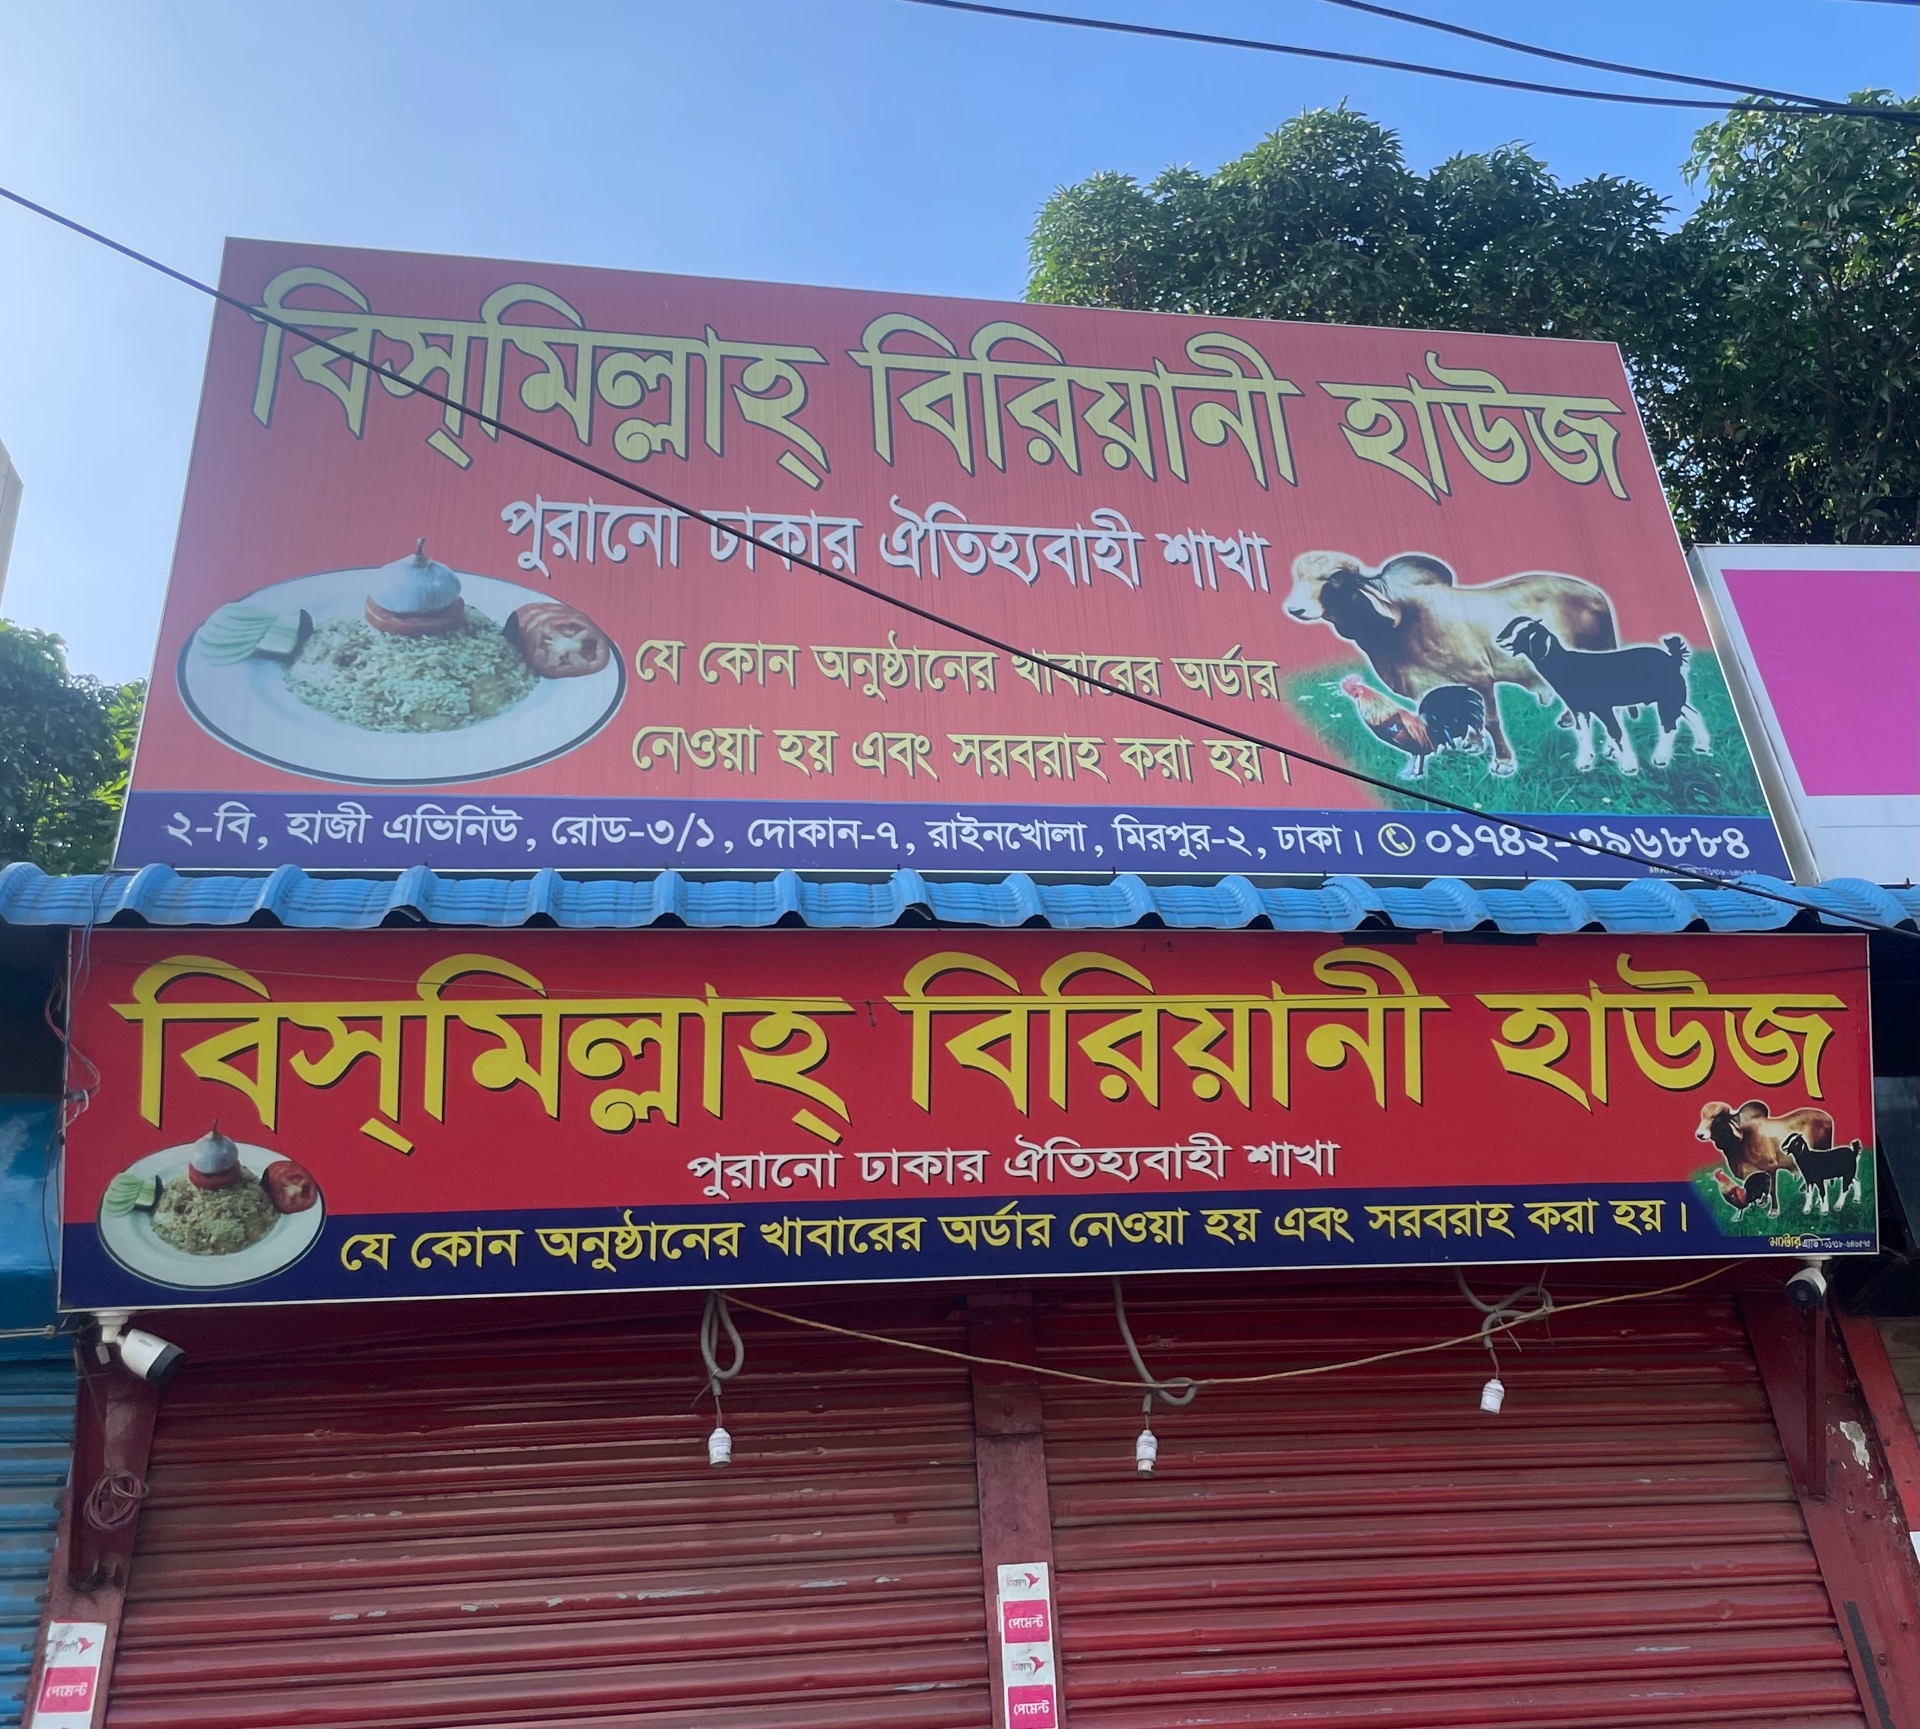 বিস্‌মিল্লাহ্‌ বিরিয়ানী হাউজ
পুরানো ঢাকার ঐতিহ্যবাহী শাখা
যে কোন অনুষ্ঠানের খাবারের অর্ডার
নেওয়া হয় এবং সরবরাহ করা হয়।
২-বি, হাজী এভিনিউ, রোড-৩/১, দোকান-৭, রাইনখোলা, মিরপুর-২, ঢাকা। ০১৭৪২-৩৯৬৮৮৪
বিস্‌মিল্লাহ্‌ বিরিয়ানী হাউজ
পুরানো ঢাকার ঐতিহ্যবাহী শাখা
যে কোন অনুষ্ঠানের খাবারের অর্ডার নেওয়া হয় এবং সরবরাহ করা হয়।
বিকাশ
পেমেন্ট
বিকাশ
পেমেন্ট
বিকাশ
পেমেন্ট